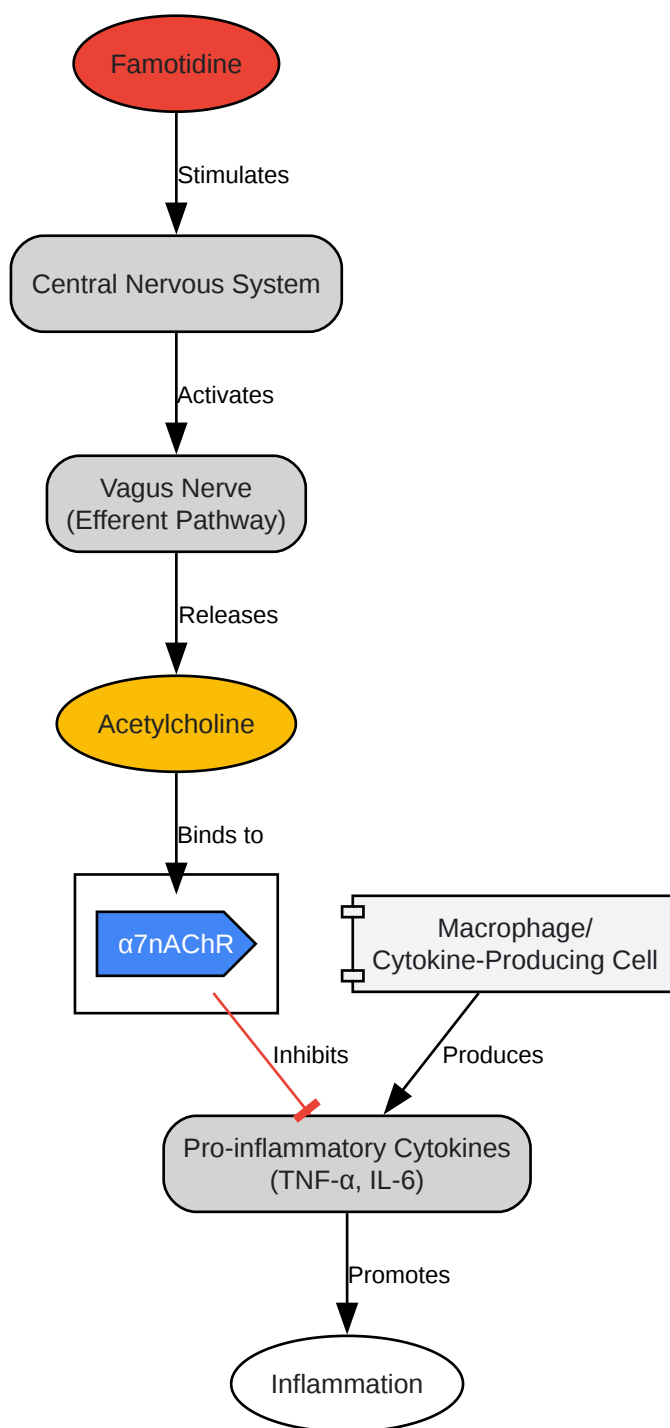 Famotidine
Stimulates
Central Nervous System
Activates
Vagus Nerve
(Efferent Pathway)
Releases
Acetylcholine
Binds to
α7nAChR
Macrophage/
Cytokine-Producing Cell
Inhibits
Produces
Pro-inflammatory Cytokines
(TNF-α, IL-6)
Promotes
Inflammation